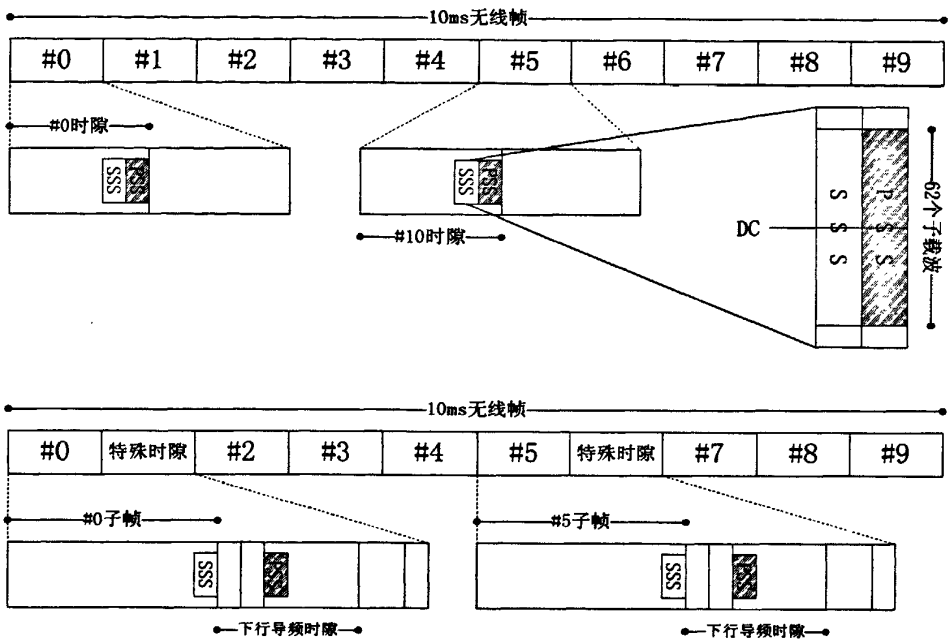 10ms无线帧
#0 #1 #2 #3 #4 #5 #6 #7 #8 #9
#0时隙
SSS PSS
SSS PSS
#10时隙
DC
SSS PSS
62个子载波
10ms无线帧
#0 特殊时隙 #2 #3 #4 #5 特殊时隙 #7 #8 #9
#0子帧
#5子帧
SSS PSS
SSS PSS
下行导频时隙
下行导频时隙